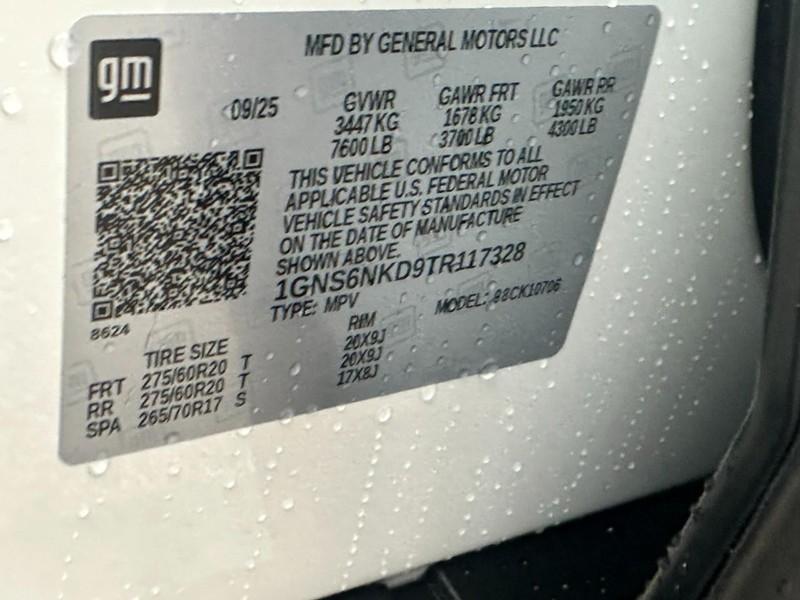 gm
MFD BY GENERAL MOTORS LLC
09/25
GVWR GAWR FRT GAWR RR
3447 KG 1678 KG 1950 KG
7600 LB 3700 LB 4300 LB
THIS VEHICLE CONFORMS TO ALL
APPLICABLE U.S. FEDERAL MOTOR
VEHICLE SAFETY STANDARDS IN EFFECT
ON THE DATE OF MANUFACTURE
SHOWN ABOVE.
1GNS6NKD9TR117328
TYPE: MPV MODEL:
8624
TIRE SIZE RIM
FRT 275/60R20 T 20X9J
RR 275/60R20 T 20X9J
SPA 265/70R17 S 17X8J